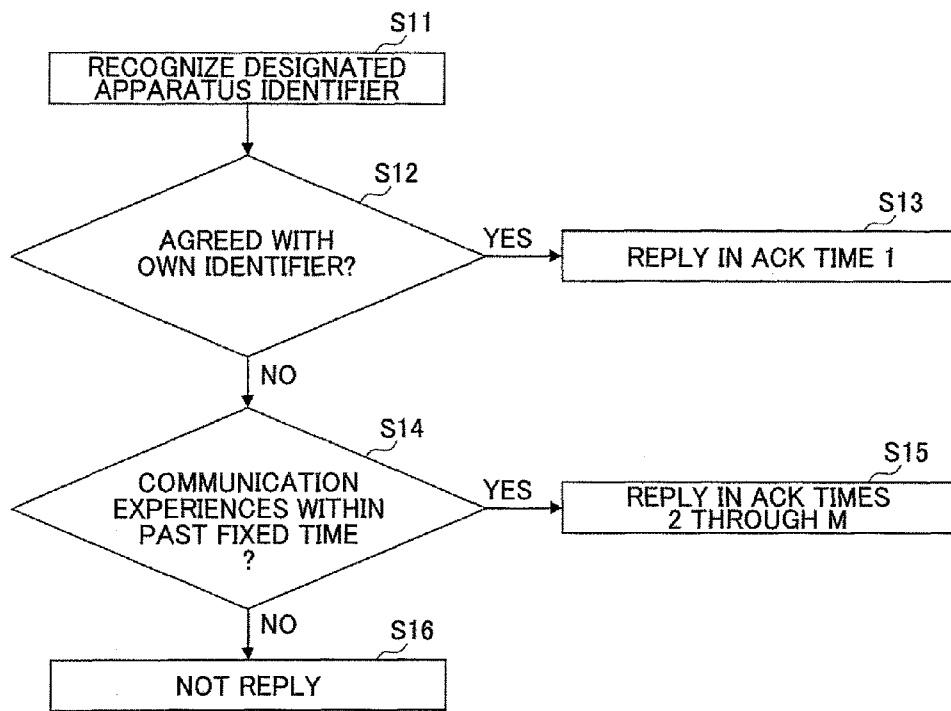 S11
RECOGNIZE DESIGNATED
APPARATUS IDENTIFIER
S12
AGREED WITH
OWN IDENTIFIER?
YES
S13
REPLY IN ACK TIME 1
NO
S14
COMMUNICATION
EXPERIENCES WITHIN
PAST FIXED TIME
?
YES
S15
REPLY IN ACK TIMES
2 THROUGH M
NO
S16
NOT REPLY